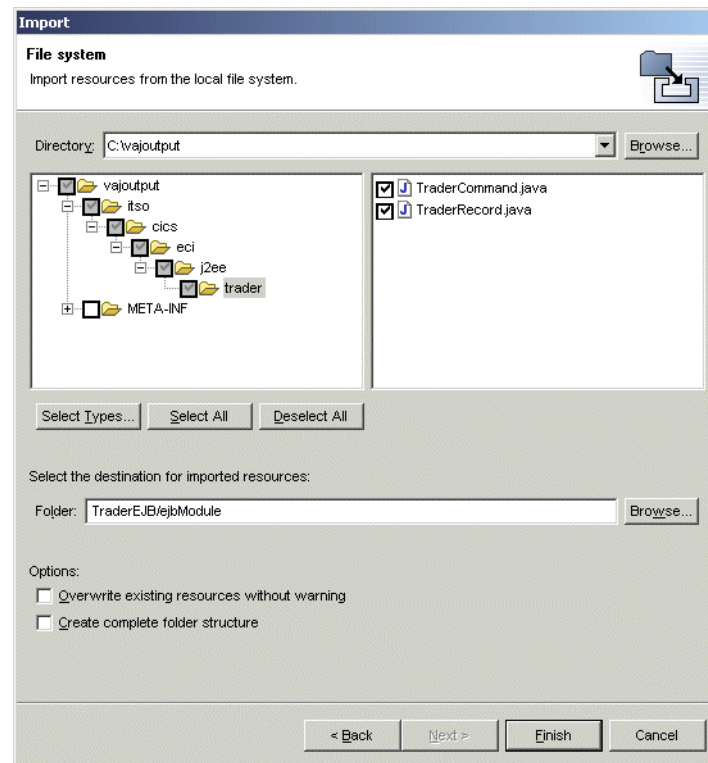 Import
File system
Import resources from the local file system.
Directory: C:\vajoutput Browse...
vajoutput
itso
cics
eci
j2ee
trader
META-INF
TraderCommand.java
TraderRecord.java
Select Types... Select All Deselect All
Select the destination for imported resources:
Folder: TraderEJB/ejbModule Browse...
Options:
Overwrite existing resources without warning
Create complete folder structure
< Back Next > Finish Cancel